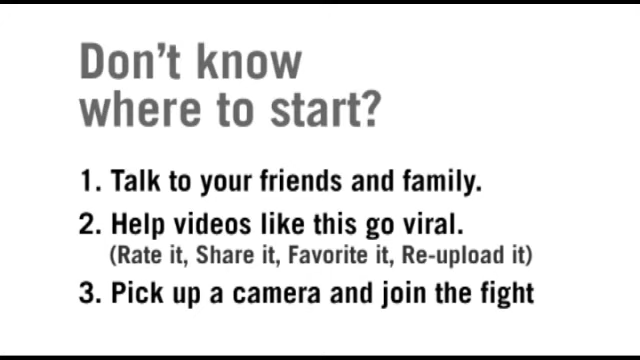 Don't know
where to start?
1. Talk to your friends and family.
2. Help videos like this go viral.
(Rate it, Share it, Favorite it, Re-upload it)
3. Pick up a camera and join the fight